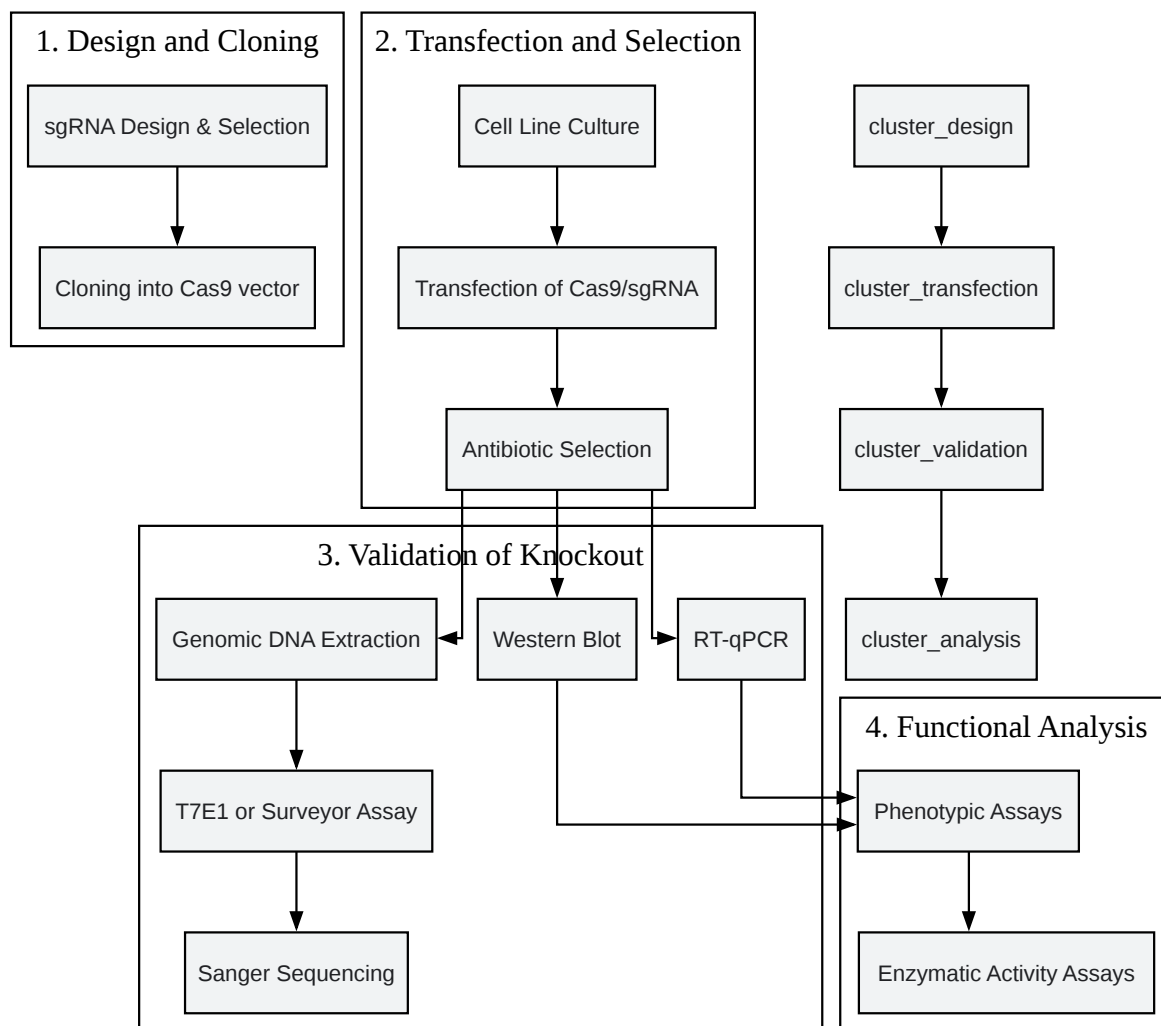 1. Design and Cloning
sgRNA Design & Selection
Cloning into Cas9 vector
2. Transfection and Selection
Cell Line Culture
Transfection of Cas9/sgRNA
Antibiotic Selection
cluster_design
cluster_transfection
cluster_validation
cluster_analysis
3. Validation of Knockout
Genomic DNA Extraction
Western Blot
RT-qPCR
T7E1 or Surveyor Assay
Sanger Sequencing
4. Functional Analysis
Phenotypic Assays
Enzymatic Activity Assays